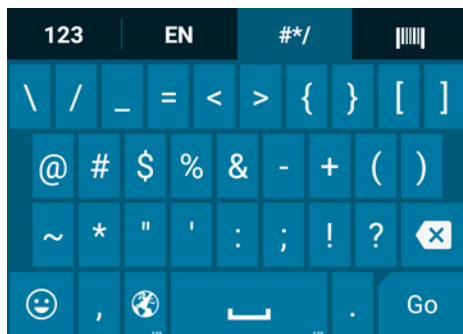 123 EN #*/
\ / _ = < > { } [ ]
@ # $ % & - + ( )
~ * " ' : ; ! ?
, . Go